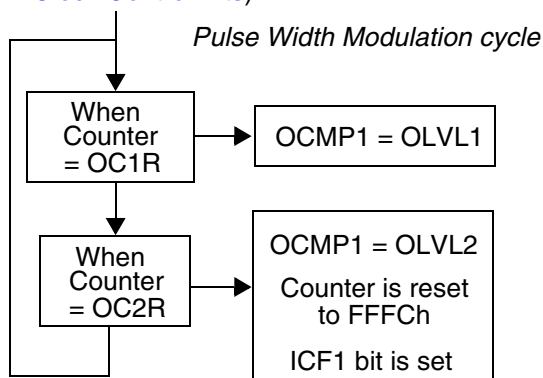 Pulse Width Modulation cycle
When
Counter
= OC1R
OCMP1 = OLVL1
When
Counter
= OC2R
OCMP1 = OLVL2
Counter is reset
to FFFCh
ICF1 bit is set